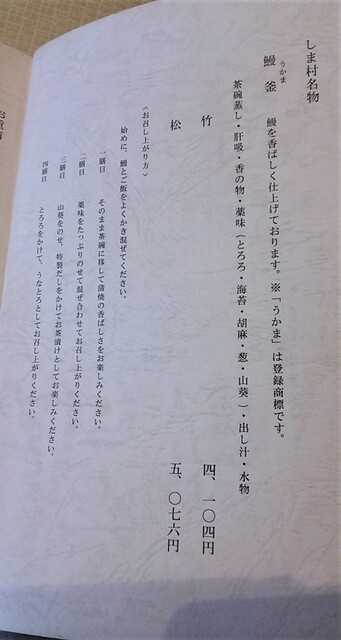 しま村名物
うかま
鰻釜 鰻を香ばしく仕上げております。※「うかま」は登録商標です。
茶碗蒸し・肝吸・香の物・薬味(とろろ・海苔・胡麻・葱・山葵)・出し汁・水物
竹 四、一〇四円
松 五、〇七六円
〈お召し上がり方〉
始めに、鰻とご飯をよくかき混ぜてください。
一膳目 そのまま茶碗に移して蒲焼の香ばしさをお楽しみください。
二膳目 薬味をたっぷりのせて混ぜ合わせてお召し上がりください。
三膳目 山葵をのせ、特製だしをかけてお茶漬けとしてお楽しみください。
四膳目 とろろをかけて、うなとろとしてお召し上がりください。